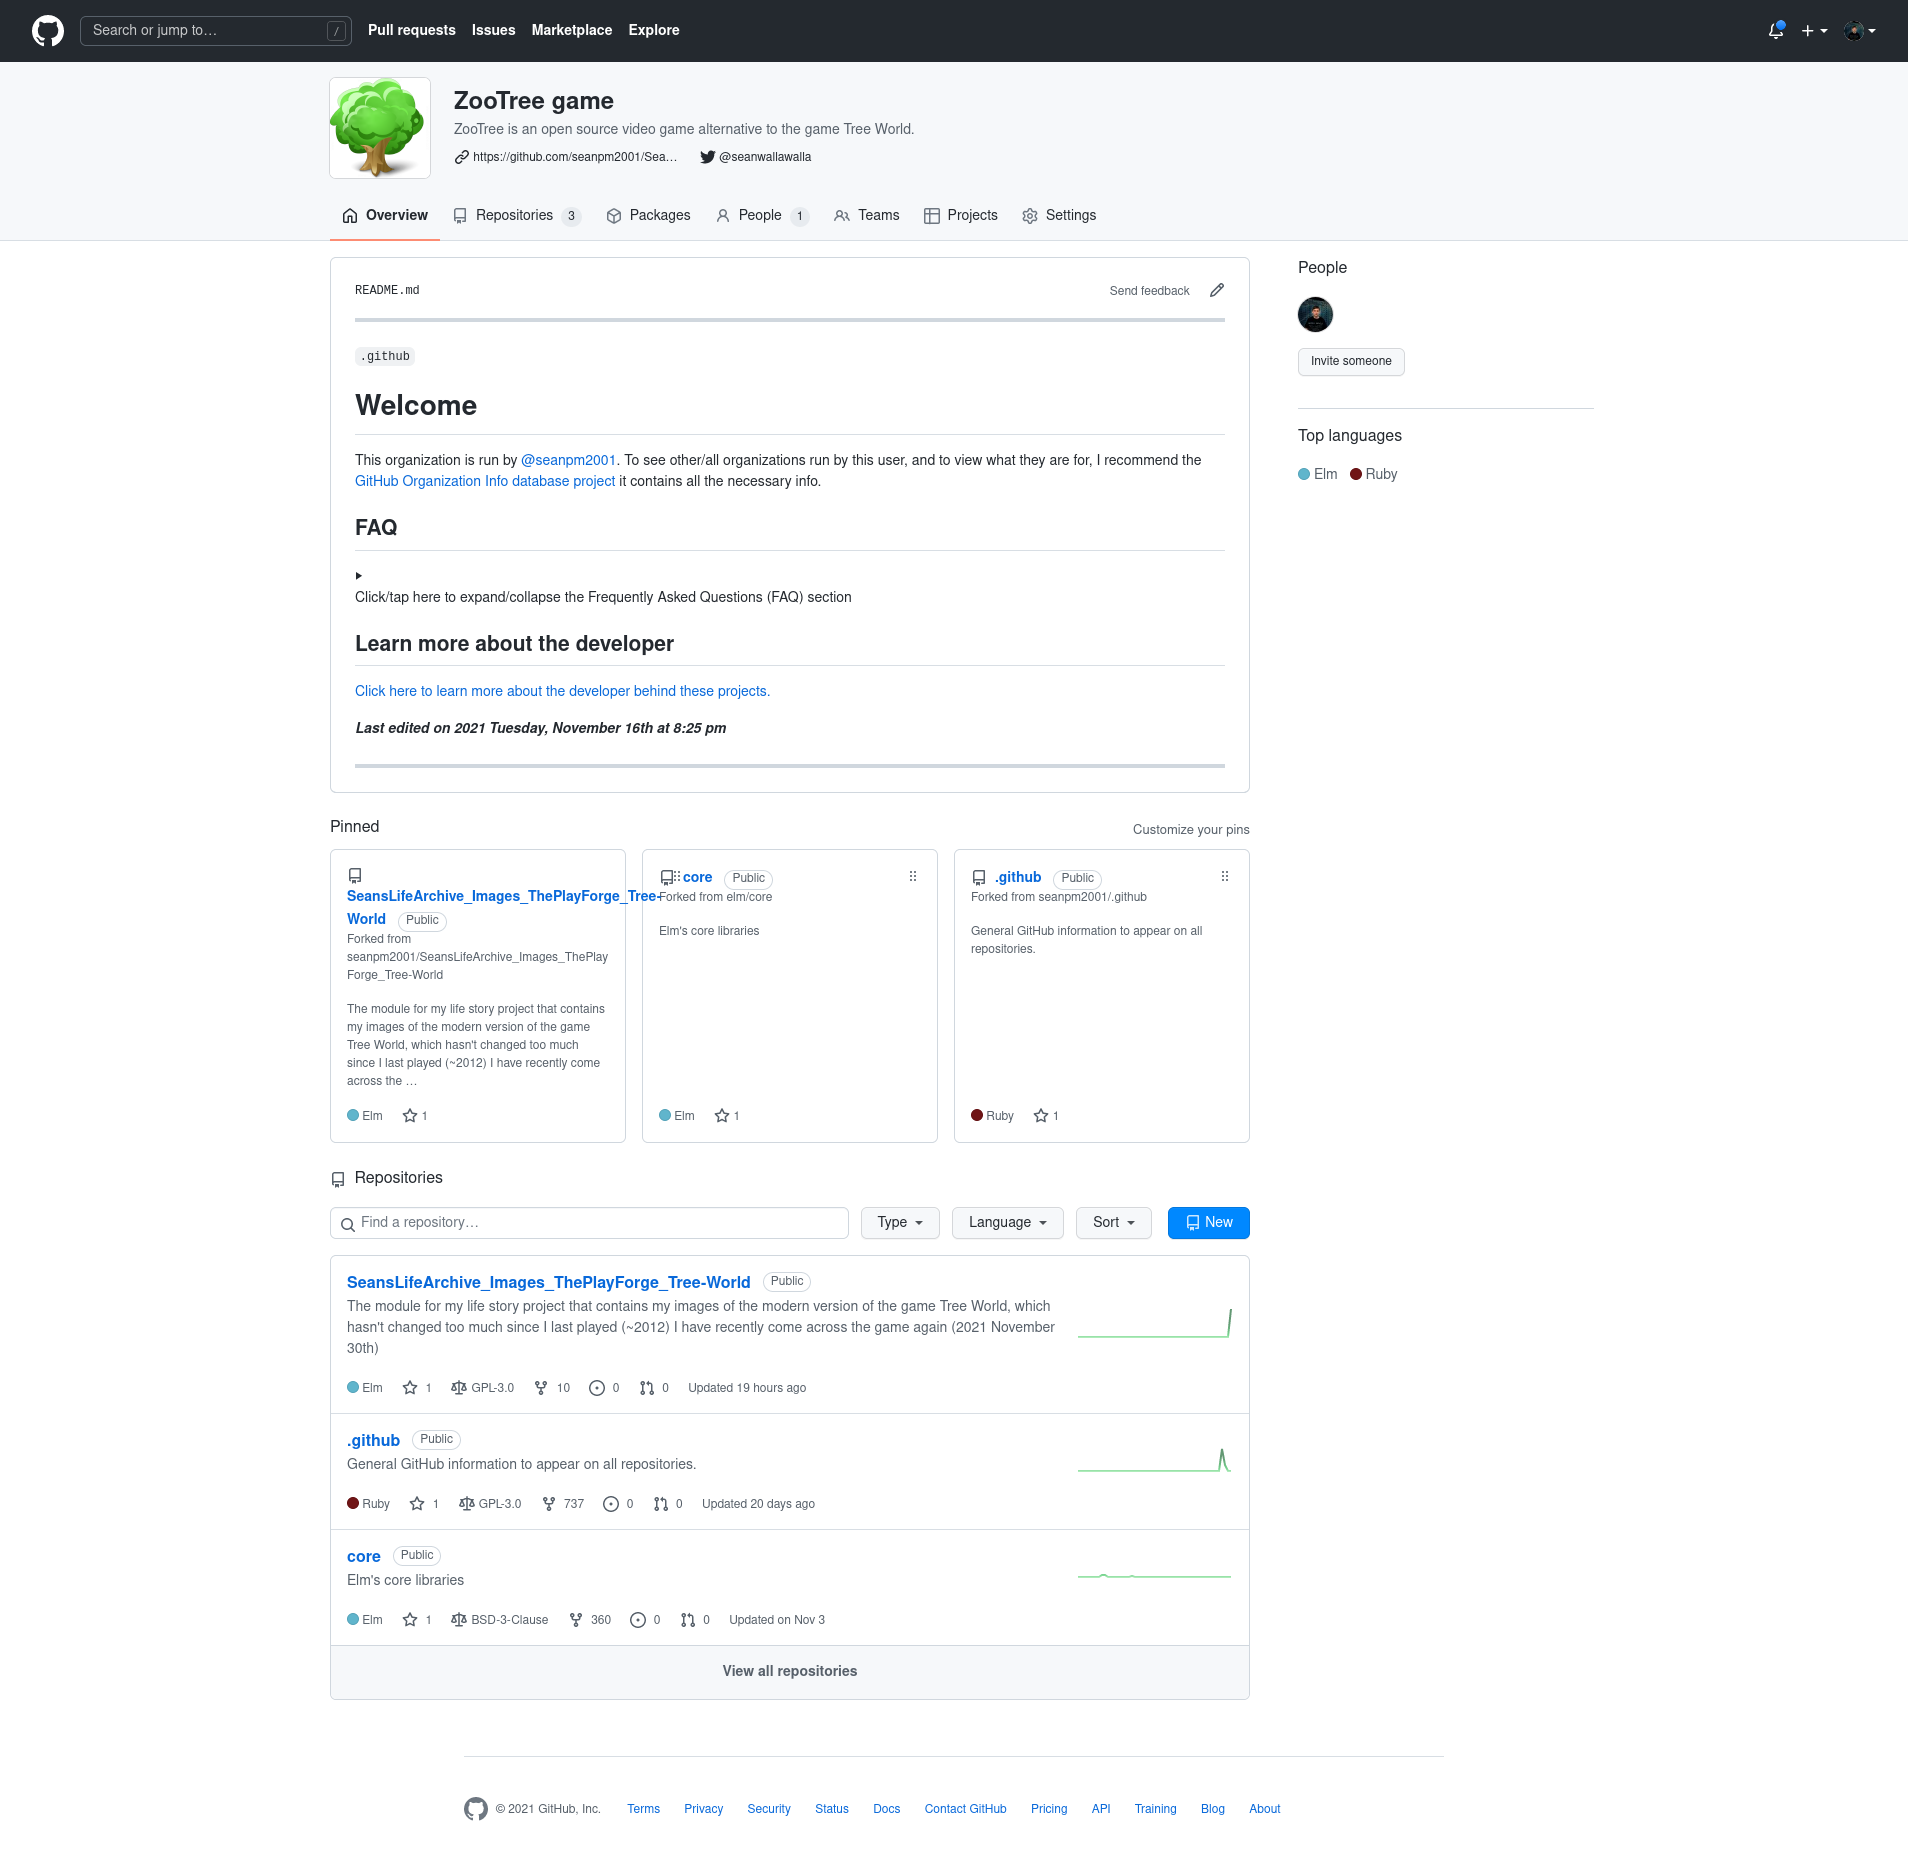 Search or jump to…
/
Pull requests
Issues
Marketplace
Explore
ZooTree game
ZooTree is an open source video game alternative to the game Tree World.
https://github.com/seanpm2001/Sea…
@seanwallawalla
Overview
Repositories 3
Packages
People 1
Teams
Projects
Settings
README.md
Send feedback
.github
Welcome
This organization is run by @seanpm2001. To see other/all organizations run by this user, and to view what they are for, I recommend the
GitHub Organization Info database project it contains all the necessary info.
FAQ
Click/tap here to expand/collapse the Frequently Asked Questions (FAQ) section
Learn more about the developer
Click here to learn more about the developer behind these projects.
Last edited on 2021 Tuesday, November 16th at 8:25 pm
People
Invite someone
Top languages
Elm Ruby
Pinned
Customize your pins
SeansLifeArchive_Images_ThePlayForge_Tree-
World Public
Forked from
seanpm2001/SeansLifeArchive_Images_ThePlay
Forge_Tree-World
The module for my life story project that contains
my images of the modern version of the game
Tree World, which hasn't changed too much
since I last played (~2012) I have recently come
across the …
Elm 1
core Public
Forked from elm/core
Elm's core libraries
Elm 1
.github Public
Forked from seanpm2001/.github
General GitHub information to appear on all
repositories.
Ruby 1
Repositories
Find a repository…
Type
Language
Sort
New
SeansLifeArchive_Images_ThePlayForge_Tree-World Public
The module for my life story project that contains my images of the modern version of the game Tree World, which
hasn't changed too much since I last played (~2012) I have recently come across the game again (2021 November
30th)
Elm 1 GPL-3.0 10 0 0 Updated 19 hours ago
.github Public
General GitHub information to appear on all repositories.
Ruby 1 GPL-3.0 737 0 0 Updated 20 days ago
core Public
Elm's core libraries
Elm 1 BSD-3-Clause 360 0 0 Updated on Nov 3
View all repositories
© 2021 GitHub, Inc.
Terms
Privacy
Security
Status
Docs
Contact GitHub
Pricing
API
Training
Blog
About